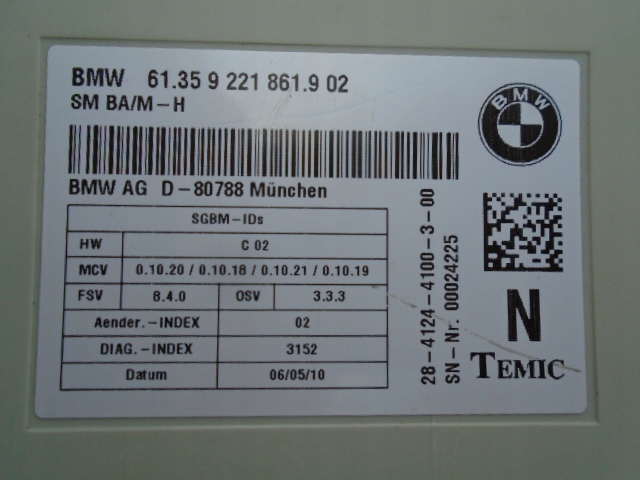 BMW 61.35 9 221 861.9 02
SM BA/M-H
BMW
BMW AG D-80788 München
SGBM-IDs
HW C 02
MCV 0.10.20 / 0.10.18 / 0.10.21 / 0.10.19
FSV 8.4.0 OSV 3.3.3
Aender.-INDEX 02
DIAG.-INDEX 3152
Datum 06/05/10
28-4124-4100-3-00
SN-Nr. 00024225
N
TEMIC